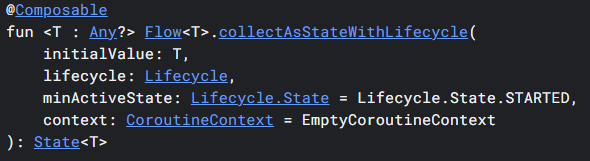 @Composable
fun <T : Any?> Flow<T>.collectAsStateWithLifecycle(
    initialValue: T,
    lifecycle: Lifecycle,
    minActiveState: Lifecycle.State = Lifecycle.State.STARTED,
    context: CoroutineContext = EmptyCoroutineContext
): State<T>